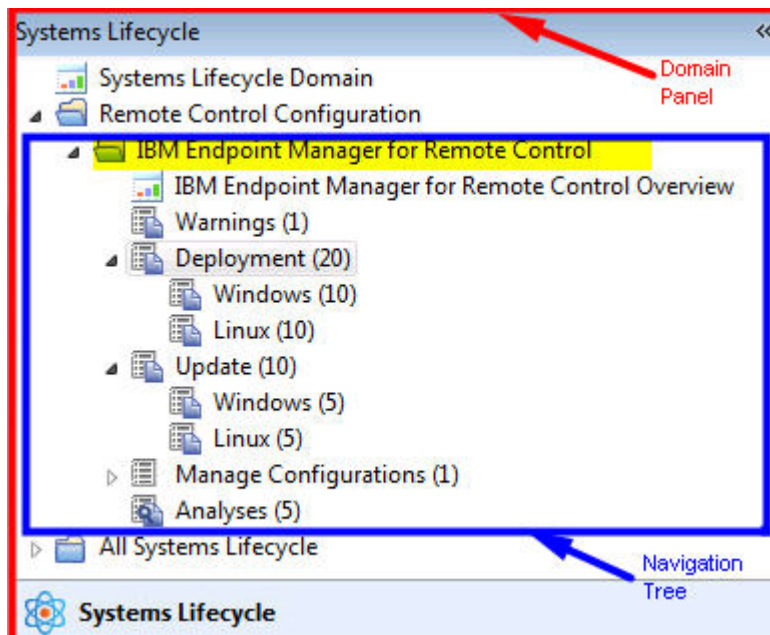 Systems Lifecycle
Domain
Panel
Systems Lifecycle Domain
Remote Control Configuration
IBM Endpoint Manager for Remote Control
IBM Endpoint Manager for Remote Control Overview
Warnings (1)
Deployment (20)
Windows (10)
Linux (10)
Update (10)
Windows (5)
Linux (5)
Manage Configurations (1)
Analyses (5)
All Systems Lifecycle
Navigation
Tree
Systems Lifecycle